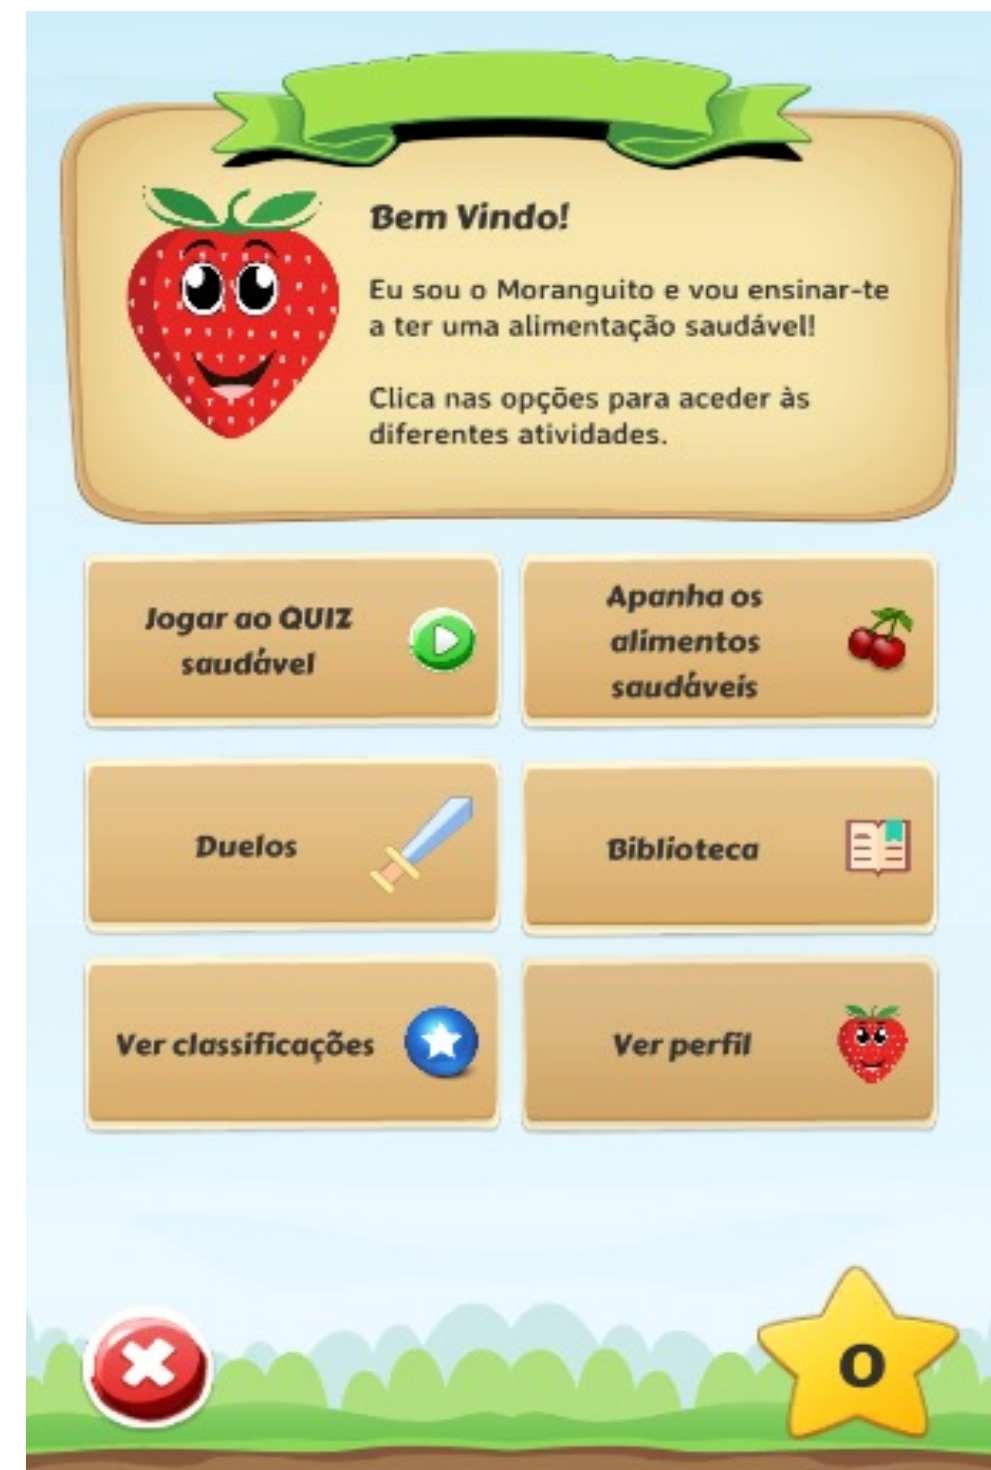 Bem Vindo!
Eu sou o Moranguito e vou ensinar-te
a ter uma alimentação saudável!
Clica nas opções para aceder às
diferentes atividades.
Jogar ao QUIZ
saudável
Apanha os
alimentos
saudáveis
Duelos
Biblioteca
Ver classificações
Ver perfil
0